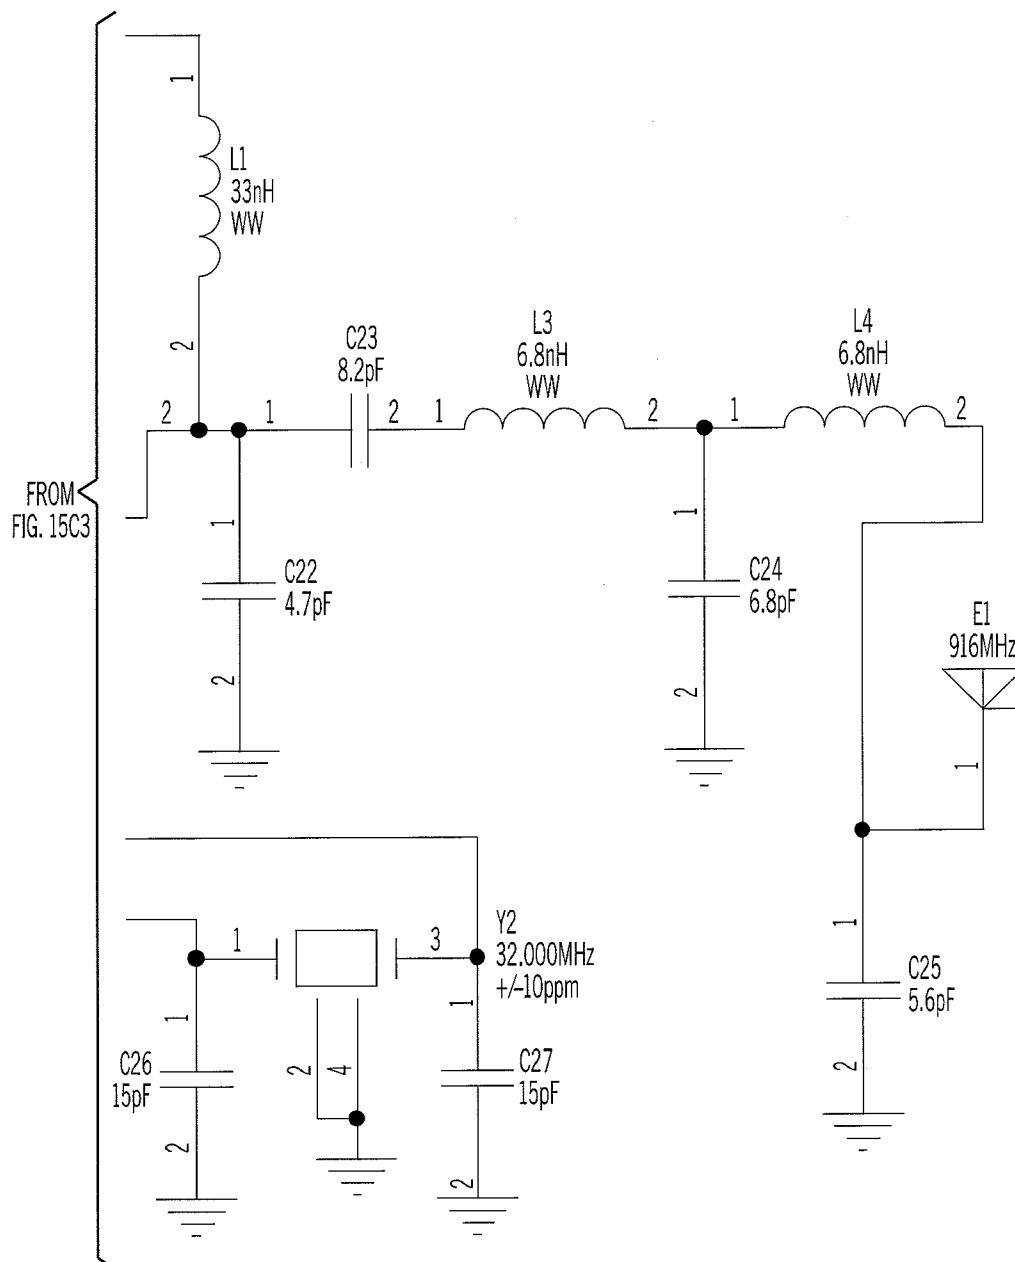 1
L1
33nH
WW
2
C23
8.2pF
L3
6.8nH
WW
L4
6.8nH
WW
2
1
2
1
2
1
2
FROM
FIG. 15C3
1
C22
4.7pF
2
1
C24
6.8pF
2
E1
916MHz
1
1
3
Y2
32.000MHz
+/-10ppm
1
C25
5.6pF
2
1
C26
15pF
2
2
4
1
C27
15pF
2